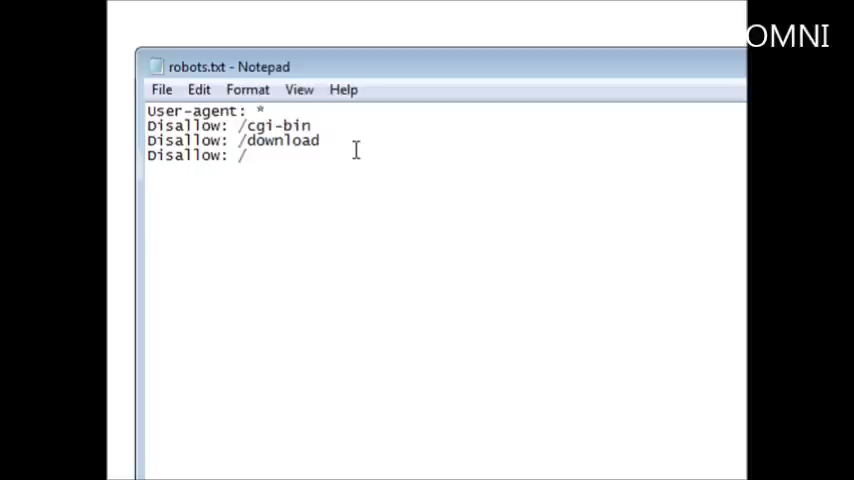 OMNI
robots.txt - Notepad
File Edit Format View Help
User-agent: *
Disallow: /cgi-bin
Disallow: /download
Disallow: /